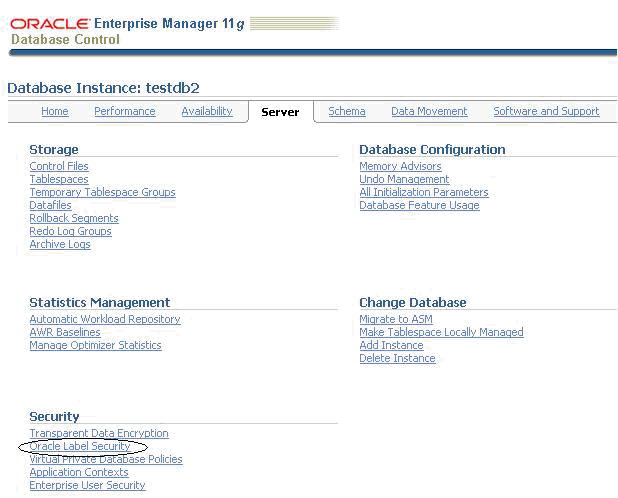 ORACLE Enterprise Manager 11g
Database Control
Database Instance: testdb2
Home Performance Availability Server Schema Data Movement Software and Support
Storage
Control Files
Tablespaces
Temporary Tablespace Groups
Datafiles
Rollback Segments
Redo Log Groups
Archive Logs
Database Configuration
Memory Advisors
Undo Management
All Initialization Parameters
Database Feature Usage
Statistics Management
Automatic Workload Repository
AWR Baselines
Manage Optimizer Statistics
Change Database
Migrate to ASM
Make Tablespace Locally Managed
Add Instance
Delete Instance
Security
Transparent Data Encryption
Oracle Label Security
Virtual Private Database Policies
Application Contexts
Enterprise User Security